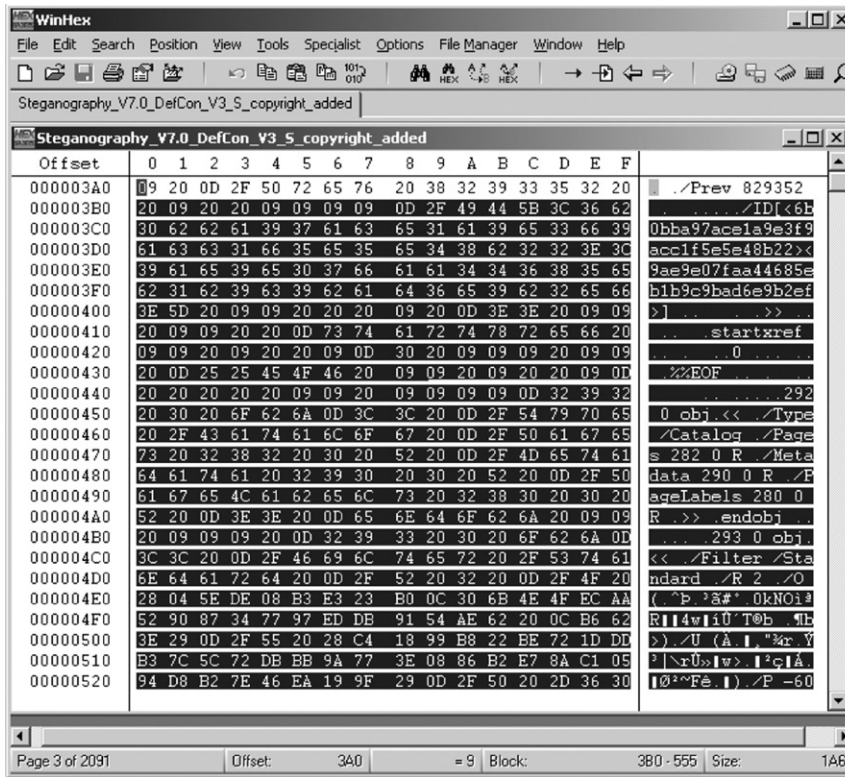 WinHex
File Edit Search Position View Tools Specialist Options File Manager Window Help
Steganography_V7.0_DefCon_V3_S_copyright_added
Steganography_V7.0_DefCon_V3_S_copyright_added
Offset 0 1 2 3 4 5 6 7 8 9 A B C D E F
000003A0 09 20 0D 2F 50 72 65 76 20 38 32 39 33 35 32 20 . ./Prev 829352
000003B0 20 09 20 20 09 09 09 09 0D 2F 49 44 5B 3C 36 62 . ...../ID[<6b
000003C0 30 62 62 61 39 37 61 63 65 31 61 39 65 33 66 39 0bba97ace1a9e3f9
000003D0 61 63 63 31 66 35 65 35 65 34 38 62 32 32 3E 3C acc1f5e5e48b22><
000003E0 39 61 65 39 65 30 37 66 61 61 34 34 36 38 35 65 9ae9e07faa44685e
000003F0 62 31 62 39 63 39 62 61 64 36 65 39 62 32 65 66 b1b9c9bad6e9b2ef
00000400 3E 5D 20 09 09 20 20 20 09 20 0D 3E 3E 20 09 09 >] .. . .>> ..
00000410 20 09 09 20 20 0D 73 74 61 72 74 78 72 65 66 20 .. .startxref
00000420 09 09 20 09 20 20 09 0D 30 20 09 09 09 20 09 09 .. . ..0 ... ..
00000430 20 0D 25 25 45 4F 46 20 09 09 20 09 20 20 09 0D .%%EOF .. . ..
00000440 20 20 20 20 20 09 09 20 09 09 09 09 0D 32 39 32 .. .....292
00000450 20 30 20 6F 62 6A 0D 3C 3C 20 0D 2F 54 79 70 65 0 obj.<< ./Type
00000460 20 2F 43 61 74 61 6C 6F 67 20 0D 2F 50 61 67 65 /Catalog ./Page
00000470 73 20 32 38 32 20 30 20 52 20 0D 2F 4D 65 74 61 s 282 0 R ./Meta
00000480 64 61 74 61 20 32 39 30 20 30 20 52 20 0D 2F 50 data 290 0 R ./P
00000490 61 67 65 4C 61 62 65 6C 73 20 32 38 30 20 30 20 ageLabels 280 0
000004A0 52 20 0D 3E 3E 20 0D 65 6E 64 6F 62 6A 20 09 09 R .>> .endobj ..
000004B0 20 09 09 09 20 0D 32 39 33 20 30 20 6F 62 6A 0D ... .293 0 obj.
000004C0 3C 3C 20 0D 2F 46 69 6C 74 65 72 20 2F 53 74 61 << ./Filter /Sta
000004D0 6E 64 61 72 64 20 0D 2F 52 20 32 20 0D 2F 4F 20 ndard ./R 2 ./O
000004E0 28 04 5E DE 08 B3 E3 23 B0 0C 30 6B 4E 4F EC AA (.^Þ.³ã#°.0kNOìª
000004F0 52 90 87 34 77 97 ED DB 91 54 AE 62 20 0C B6 62 R||4w|íÛ´T®b .¶b
00000500 3E 29 0D 2F 55 20 28 C4 18 99 B8 22 BE 72 1D DD >)./U (Ä.|¸"¾r.Ý
00000510 B3 7C 5C 72 DB BB 9A 77 3E 08 86 B2 E7 8A C1 05 ³|\rÛ»|w>.|²ç|Á.
00000520 94 D8 B2 7E 46 EA 19 9F 29 0D 2F 50 20 2D 36 30 |Ø²~Fê.|)./P -60
Page 3 of 2091 Offset: 3A0 = 9 Block: 3B0 - 555 Size: 1A6